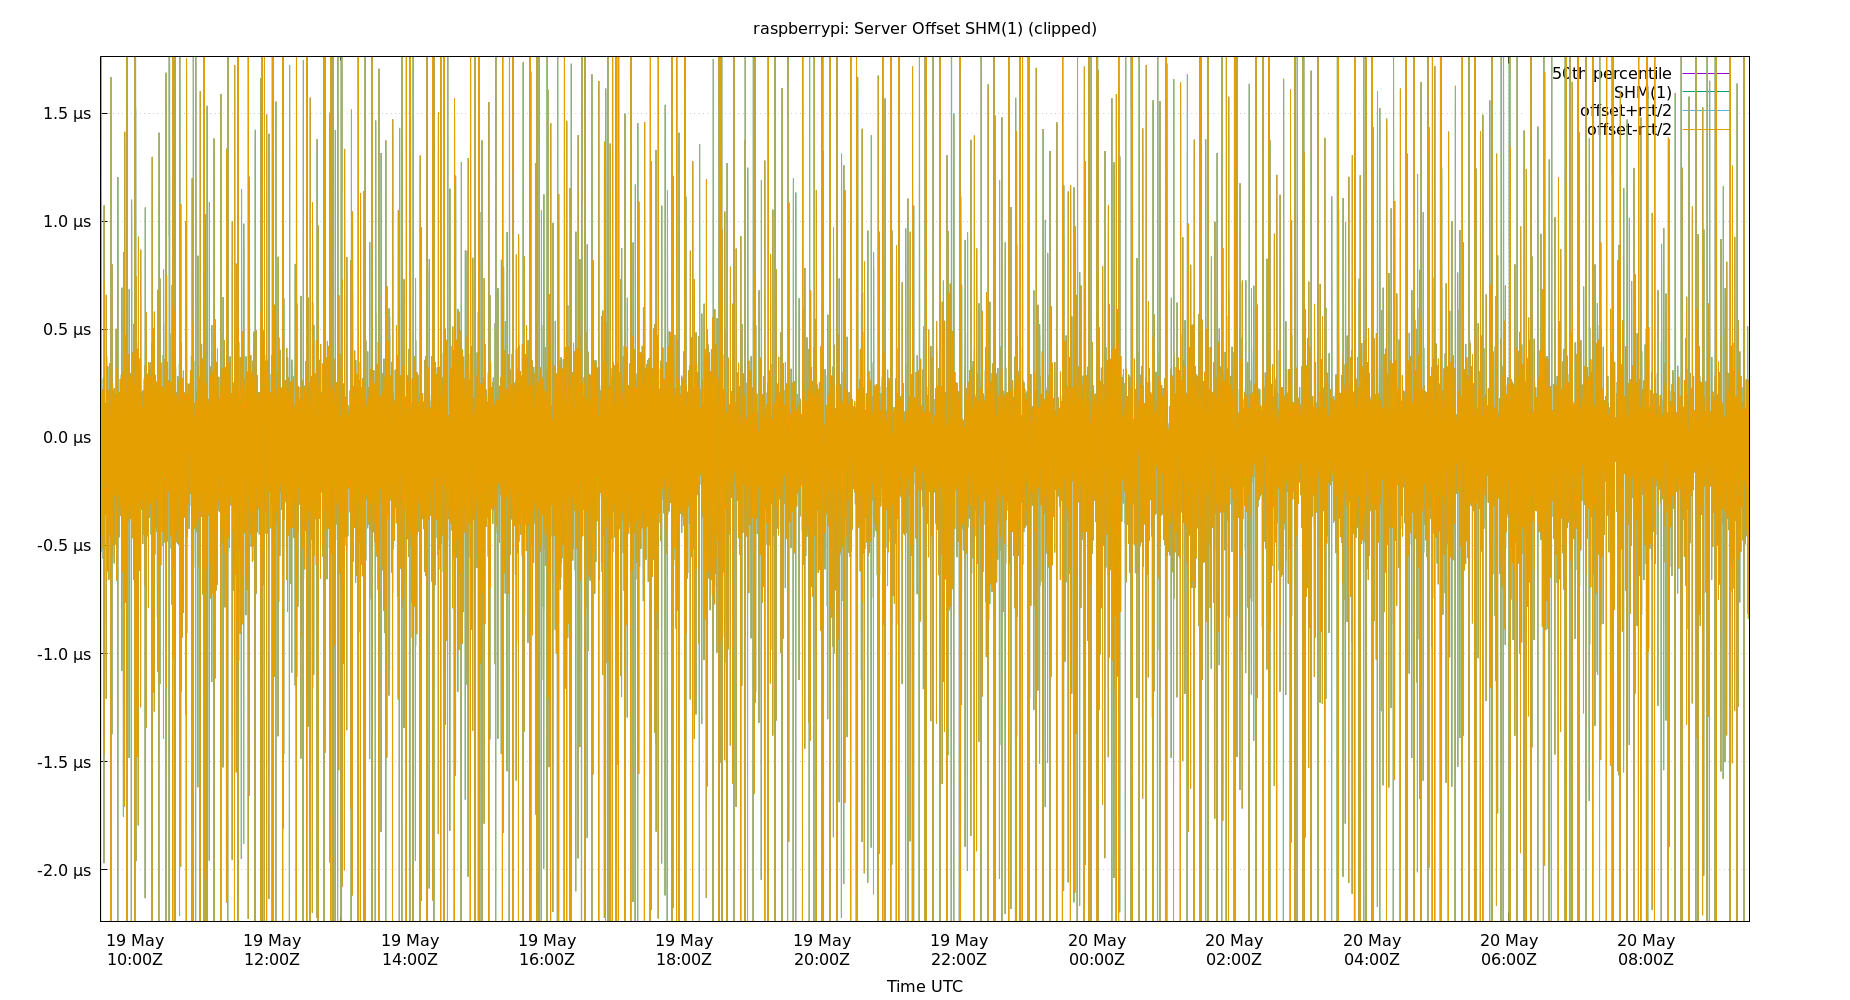 raspberrypi: Server Offset SHM(1) (clipped)
50th percentile
SHM(1)
offset+rtt/2
offset-rtt/2
1.5 µs
1.0 µs
0.5 µs
0.0 µs
-0.5 µs
-1.0 µs
-1.5 µs
-2.0 µs
19 May 19 May 19 May 19 May 19 May 19 May 19 May 20 May 20 May 20 May 20 May 20 May
10:00Z 12:00Z 14:00Z 16:00Z 18:00Z 20:00Z 22:00Z 00:00Z 02:00Z 04:00Z 06:00Z 08:00Z
Time UTC